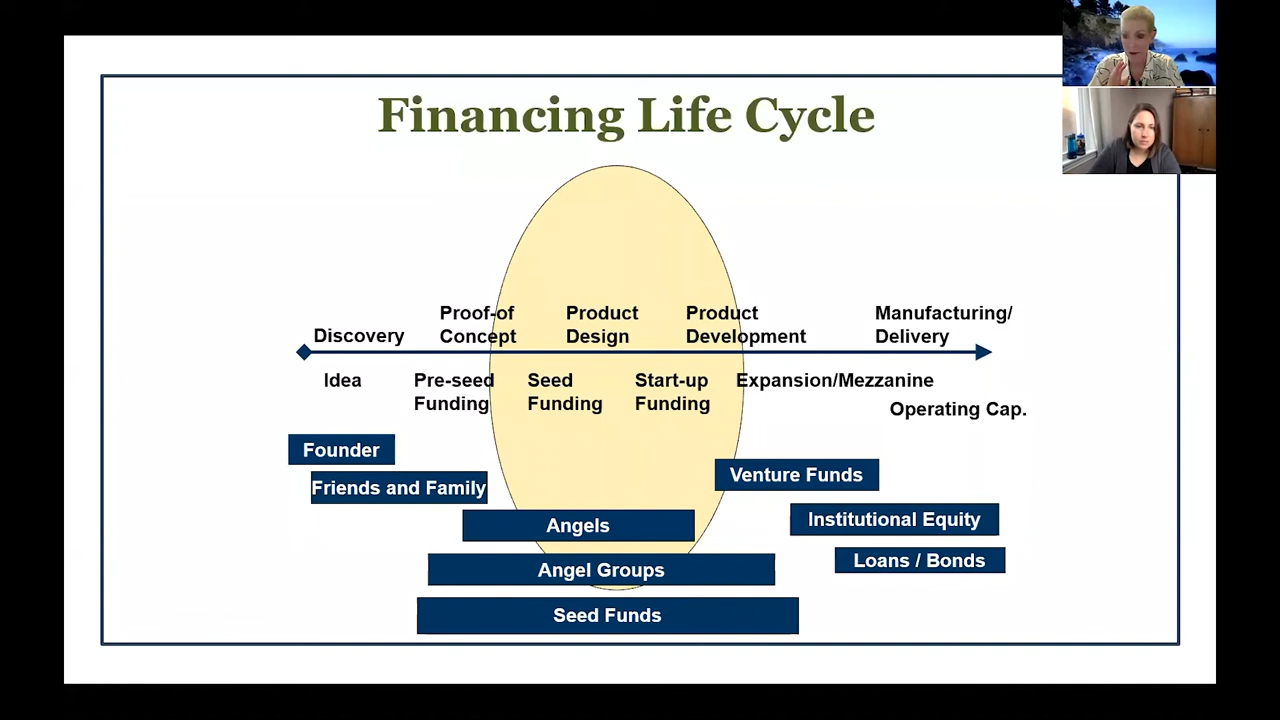 Financing Life Cycle
Discovery
Proof-of
Concept
Product
Design
Product
Development
Manufacturing/
Delivery
Idea
Pre-seed
Funding
Seed
Funding
Start-up
Funding
Expansion/Mezzanine
Operating Cap.
Founder
Friends and Family
Angels
Angel Groups
Seed Funds
Venture Funds
Institutional Equity
Loans / Bonds